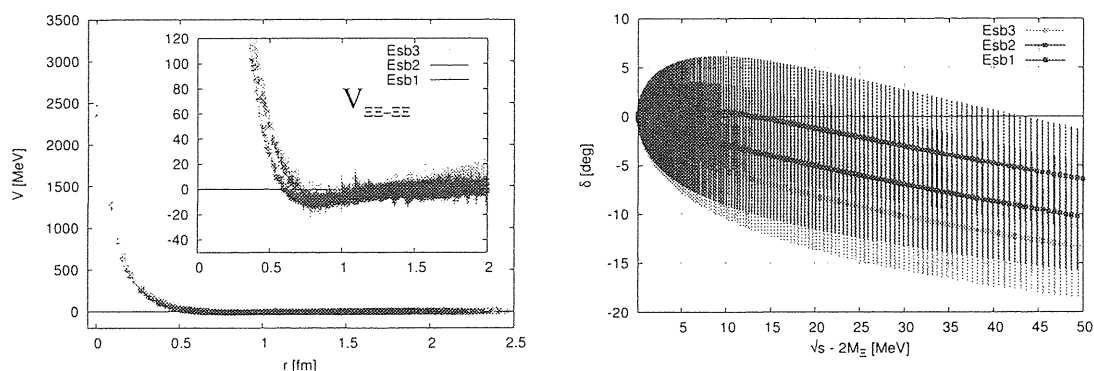 3500
3000
2500
2000
1500
1000
500
0
V [MeV]
0 0.5 1 1.5 2 2.5
r [fm]
120
100
80
60
40
20
0
-20
-40
0 0.5 1 1.5 2
Esb3
Esb2
Esb1
VΞΞ-ΞΞ
10
5
0
-5
-10
-15
-20
δ [deg]
Esb3
Esb2
Esb1
5 10 15 20 25 30 35 40 45 50
√s - 2MΞ [MeV]